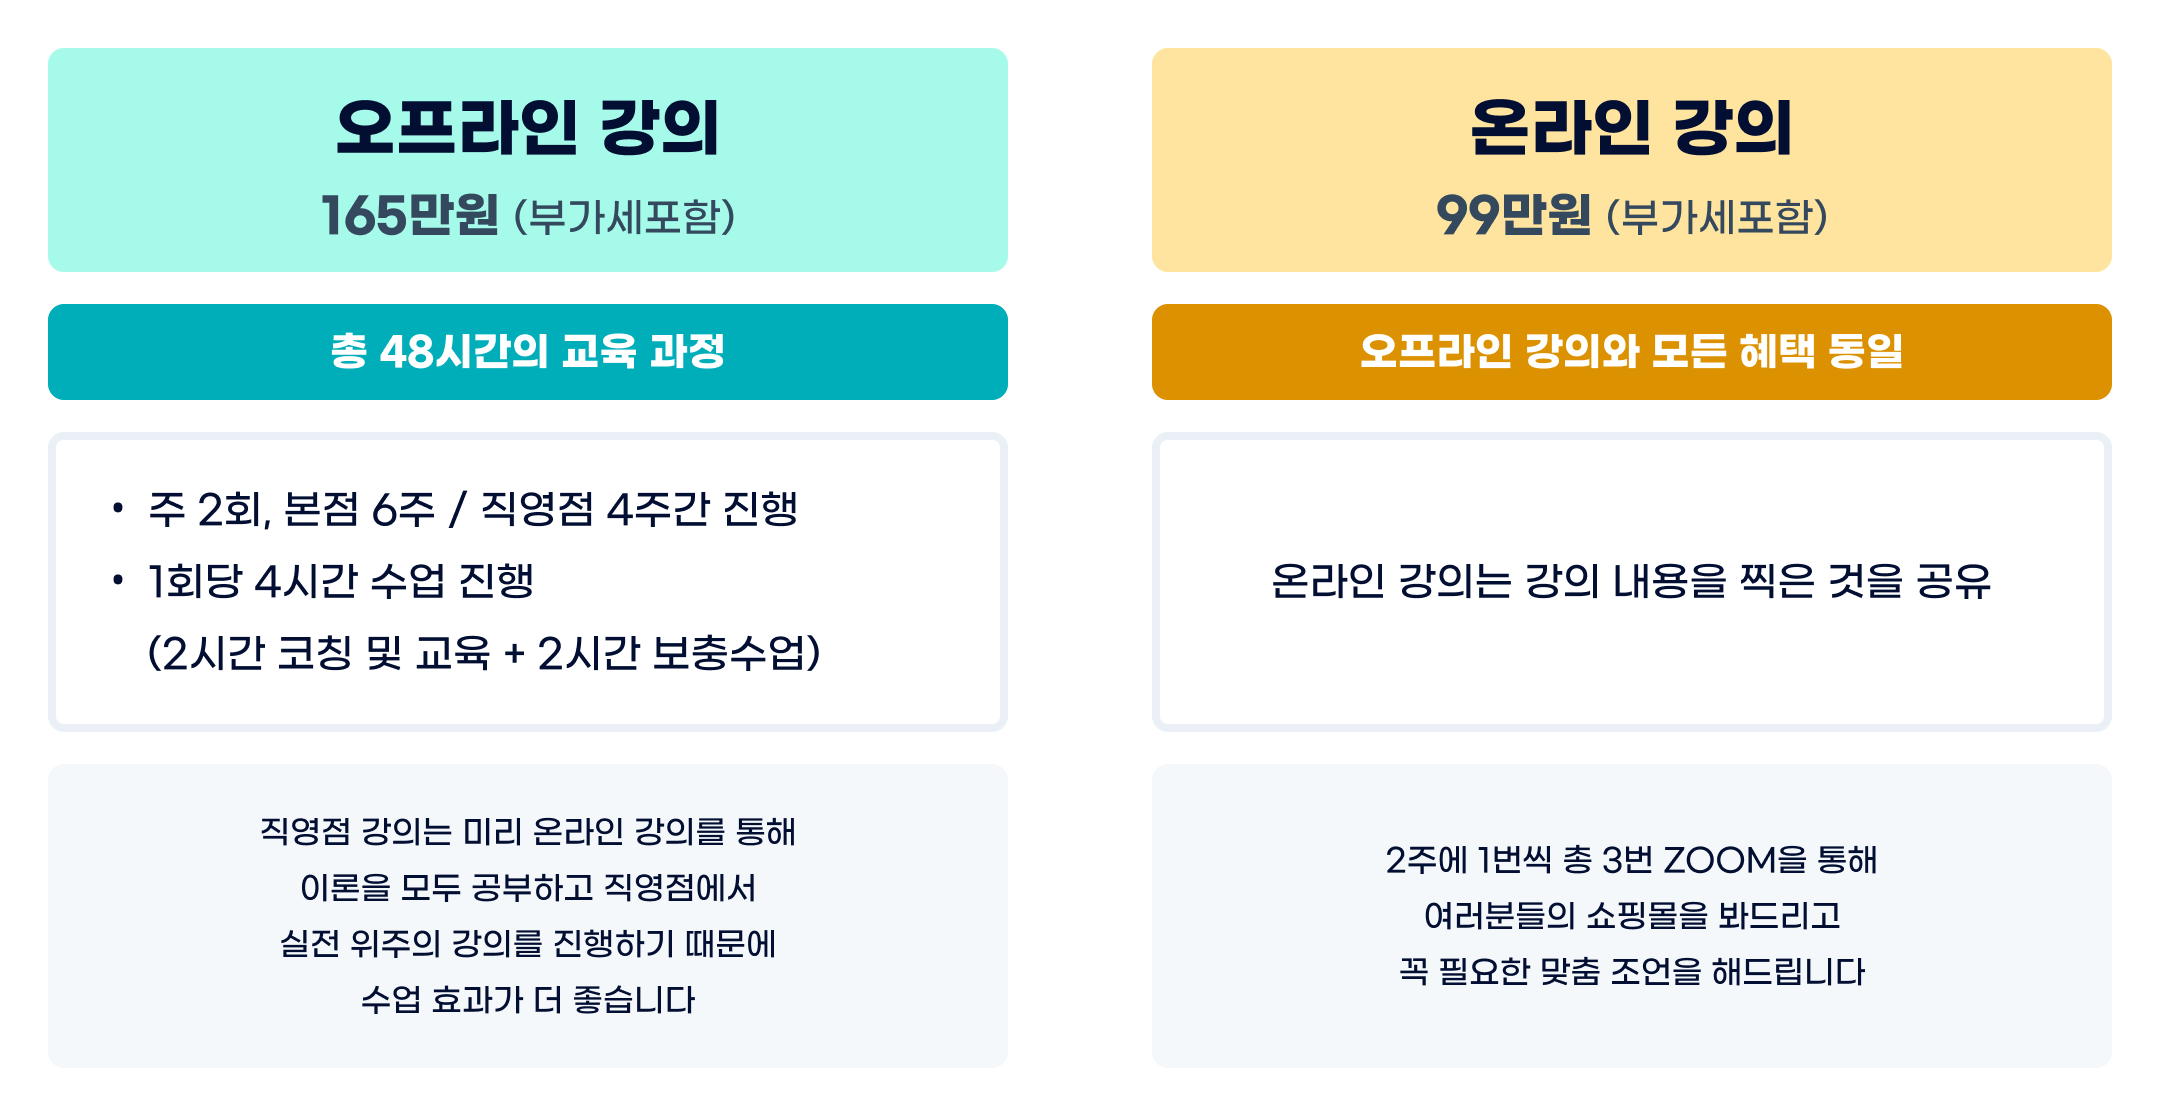 오프라인 강의
165만원 (부가세포함)
총 48시간의 교육 과정
• 주 2회, 본점 6주 / 직영점 4주간 진행
• 1회당 4시간 수업 진행
(2시간 코칭 및 교육 + 2시간 보충수업)
직영점 강의는 미리 온라인 강의를 통해
이론을 모두 공부하고 직영점에서
실전 위주의 강의를 진행하기 때문에
수업 효과가 더 좋습니다
온라인 강의
99만원 (부가세포함)
오프라인 강의와 모든 혜택 동일
온라인 강의는 강의 내용을 찍은 것을 공유
2주에 1번씩 총 3번 ZOOM을 통해
여러분들의 쇼핑몰을 봐드리고
꼭 필요한 맞춤 조언을 해드립니다